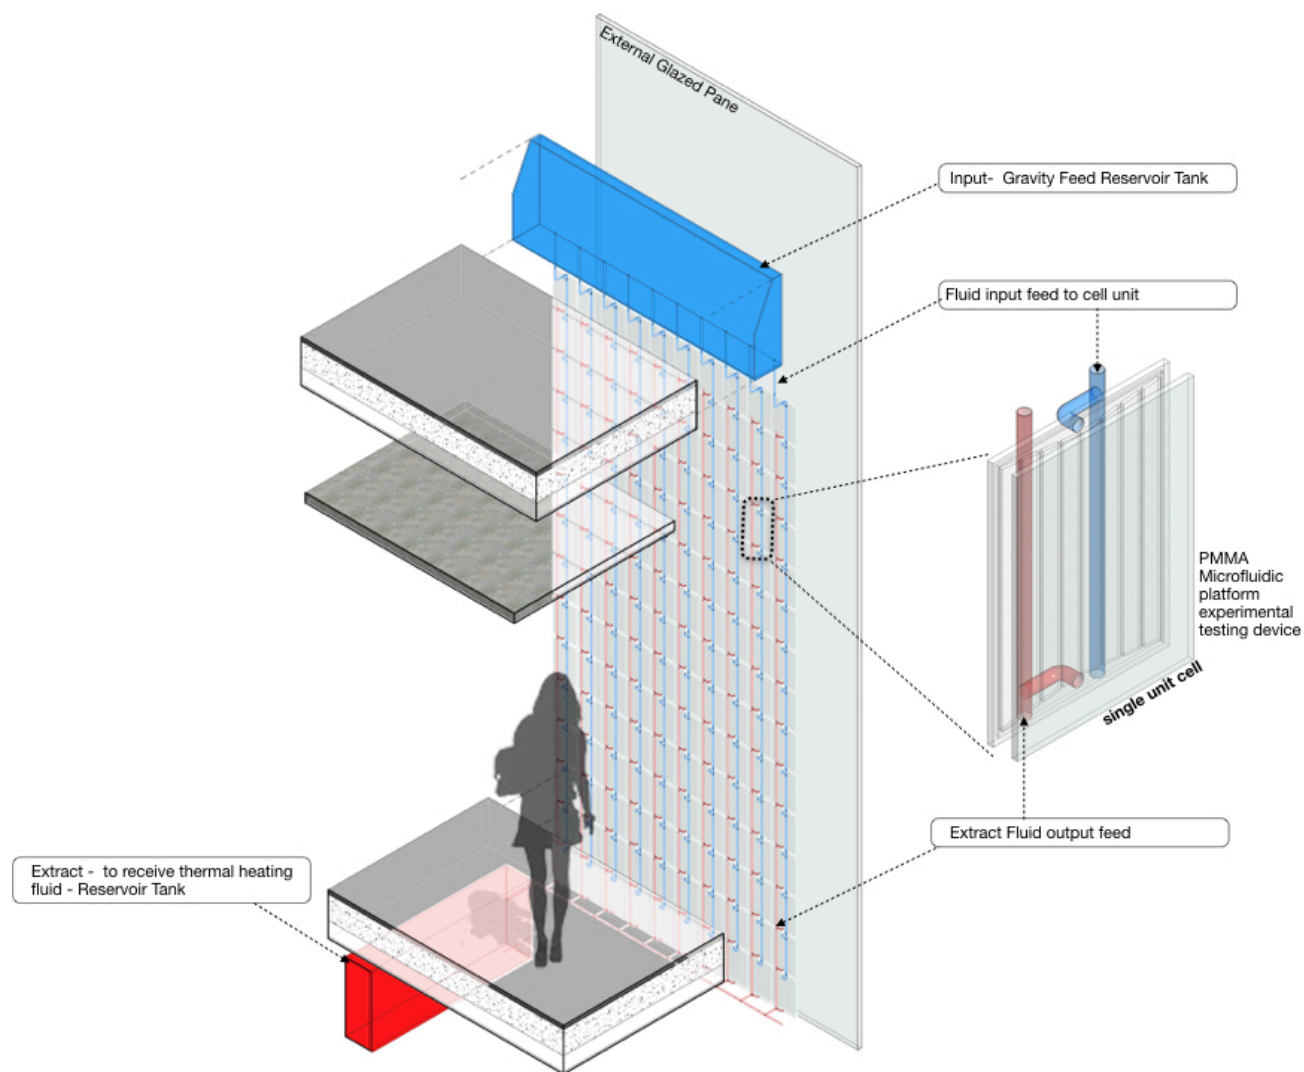 External Glazed Pane
Input- Gravity Feed Reservoir Tank
Fluid input feed to cell unit
PMMA
Microfluidic
platform
experimental
testing device
single unit cell
Extract Fluid output feed
Extract - to receive thermal heating
fluid - Reservoir Tank